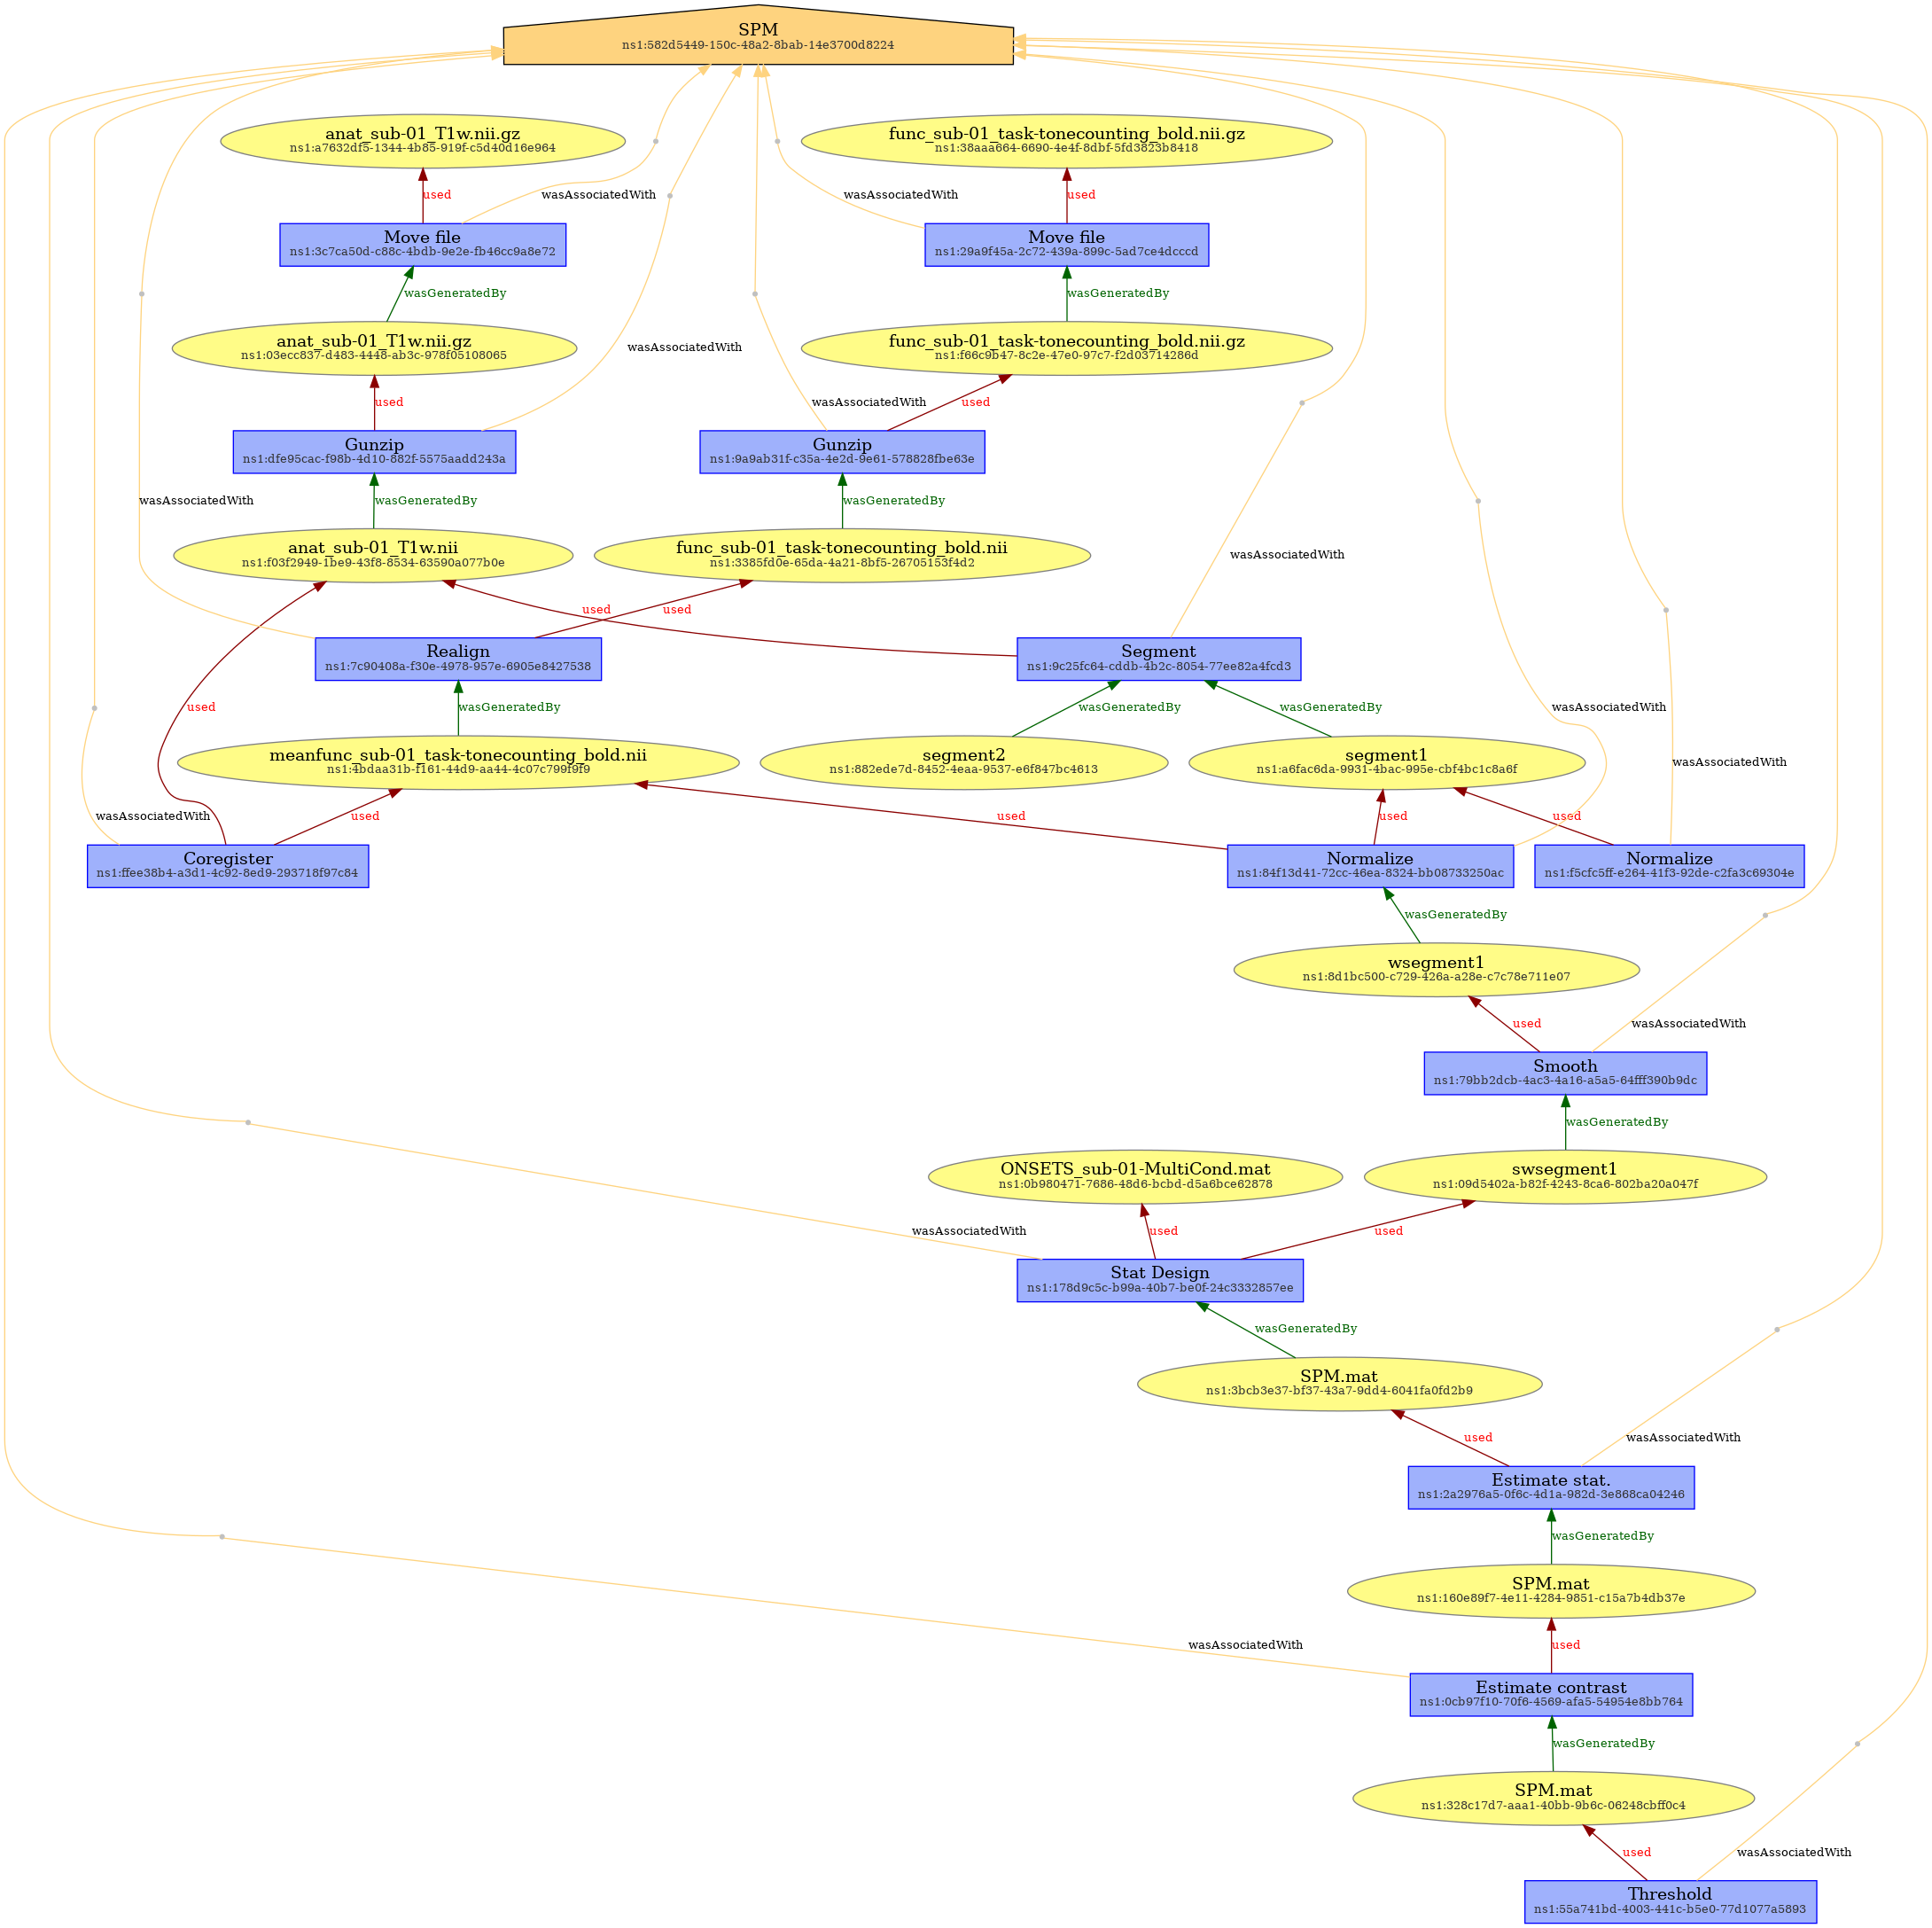 SPM
ns1:582d5449-150c-48a2-8bab-14e3700d8224
anat_sub-01_T1w.nii.gz
ns1:a7632df5-1344-4b85-919f-c5d40d16e964
func_sub-01_task-tonecounting_bold.nii.gz
ns1:38aaa664-6690-4e4f-8dbf-5fd3823b8418
used
wasAssociatedWith
wasAssociatedWith
used
Move file
ns1:3c7ca50d-c88c-4bdb-9e2e-fb46cc9a8e72
Move file
ns1:29a9f45a-2c72-439a-899c-5ad7ce4dcccd
wasGeneratedBy
wasGeneratedBy
anat_sub-01_T1w.nii.gz
ns1:03ecc837-d483-4448-ab3c-978f05108065
wasAssociatedWith
func_sub-01_task-tonecounting_bold.nii.gz
ns1:f66c9b47-8c2e-47e0-97c7-f2d03714286d
used
wasAssociatedWith
used
Gunzip
ns1:dfe95cac-f98b-4d10-882f-5575aadd243a
Gunzip
ns1:9a9ab31f-c35a-4e2d-9e61-578828fbe63e
wasAssociatedWith
wasGeneratedBy
wasGeneratedBy
anat_sub-01_T1w.nii
ns1:f03f2949-1be9-43f8-8534-63590a077b0e
func_sub-01_task-tonecounting_bold.nii
ns1:3385fd0e-65da-4a21-8bf5-26705153f4d2
wasAssociatedWith
used
used
Realign
ns1:7c90408a-f30e-4978-957e-6905e8427538
Segment
ns1:9c25fc64-cddb-4b2c-8054-77ee82a4fcd3
used
wasGeneratedBy
wasGeneratedBy
wasGeneratedBy
wasAssociatedWith
meanfunc_sub-01_task-tonecounting_bold.nii
ns1:4bdaa31b-f161-44d9-aa44-4c07c799f9f9
segment2
ns1:882ede7d-8452-4eaa-9537-e6f847bc4613
segment1
ns1:a6fac6da-9931-4bac-995e-cbf4bc1c8a6f
wasAssociatedWith
wasAssociatedWith
used
used
used
used
Coregister
ns1:ffee38b4-a3d1-4c92-8ed9-293718f97c84
Normalize
ns1:84f13d41-72cc-46ea-8324-bb08733250ac
Normalize
ns1:f5cfc5ff-e264-41f3-92de-c2fa3c69304e
wasGeneratedBy
wsegment1
ns1:8d1bc500-c729-426a-a28e-c7c78e711e07
used
wasAssociatedWith
Smooth
ns1:79bb2dcb-4ac3-4a16-a5a5-64fff390b9dc
wasGeneratedBy
ONSETS_sub-01-MultiCond.mat
ns1:0b980471-7686-48d6-bcbd-d5a6bce62878
swsegment1
ns1:09d5402a-b82f-4243-8ca6-802ba20a047f
wasAssociatedWith
used
used
Stat Design
ns1:178d9c5c-b99a-40b7-be0f-24c3332857ee
wasGeneratedBy
SPM.mat
ns1:3bcb3e37-bf37-43a7-9dd4-6041fa0fd2b9
used
wasAssociatedWith
Estimate stat.
ns1:2a2976a5-0f6c-4d1a-982d-3e868ca04246
wasGeneratedBy
SPM.mat
ns1:160e89f7-4e11-4284-9851-c15a7b4db37e
wasAssociatedWith
used
Estimate contrast
ns1:0cb97f10-70f6-4569-afa5-54954e8bb764
wasGeneratedBy
SPM.mat
ns1:328c17d7-aaa1-40bb-9b6c-06248cbff0c4
used
wasAssociatedWith
Threshold
ns1:55a741bd-4003-441c-b5e0-77d1077a5893